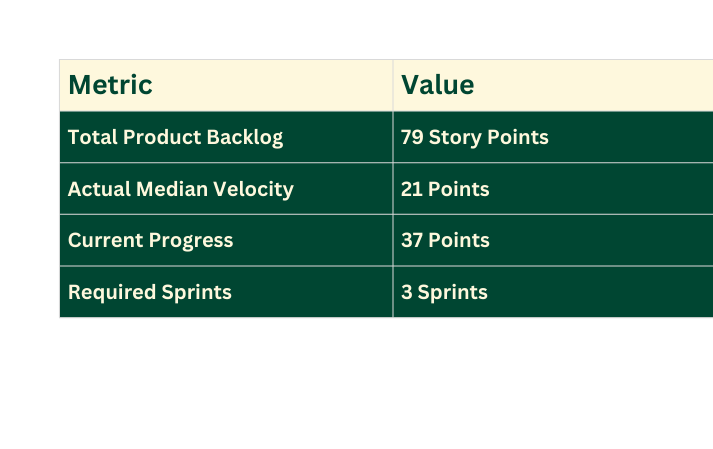 Metric Value
Total Product Backlog 79 Story Points
Actual Median Velocity 21 Points
Current Progress 37 Points
Required Sprints 3 Sprints